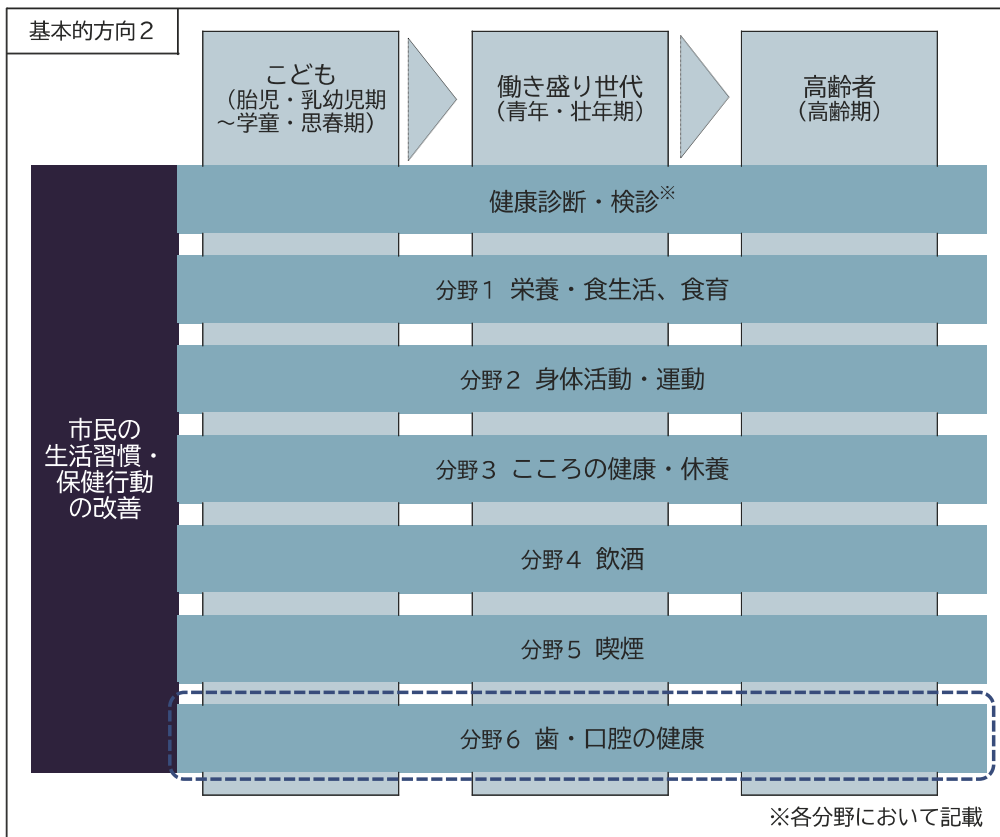 基本的方向2
こども
(胎児・乳幼児期
~学童・思春期)
働き盛り世代
(青年・壮年期)
高齢者
(高齢期)
市民の
生活習慣・
保健行動
の改善
健康診断・検診※
分野1 栄養・食生活、食育
分野2 身体活動・運動
分野3 こころの健康・休養
分野4 飲酒
分野5 喫煙
分野6 歯・口腔の健康
※各分野において記載